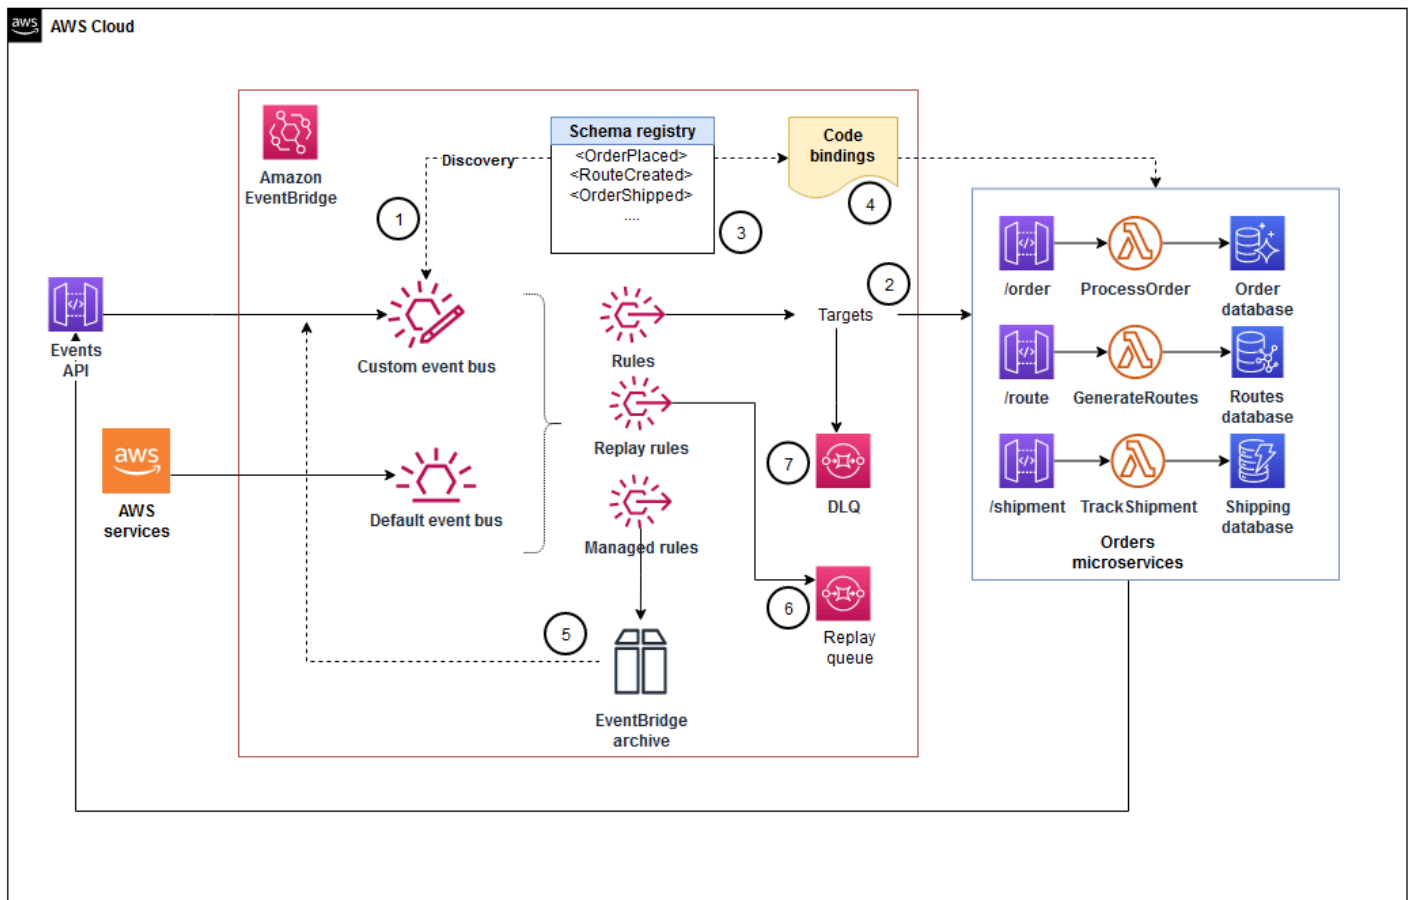 aws
AWS Cloud
Amazon
EventBridge
Discovery
Schema registry
<OrderPlaced>
<RouteCreated>
<OrderShipped>
....
Code
bindings
1
3
4
2
Events
API
Custom event bus
Rules
Targets
Replay rules
aws
AWS
services
Default event bus
Managed rules
7
DLQ
6
Replay
queue
5
EventBridge
archive
/order
ProcessOrder
Order
database
/route
GenerateRoutes
Routes
database
/shipment
TrackShipment
Shipping
database
Orders
microservices